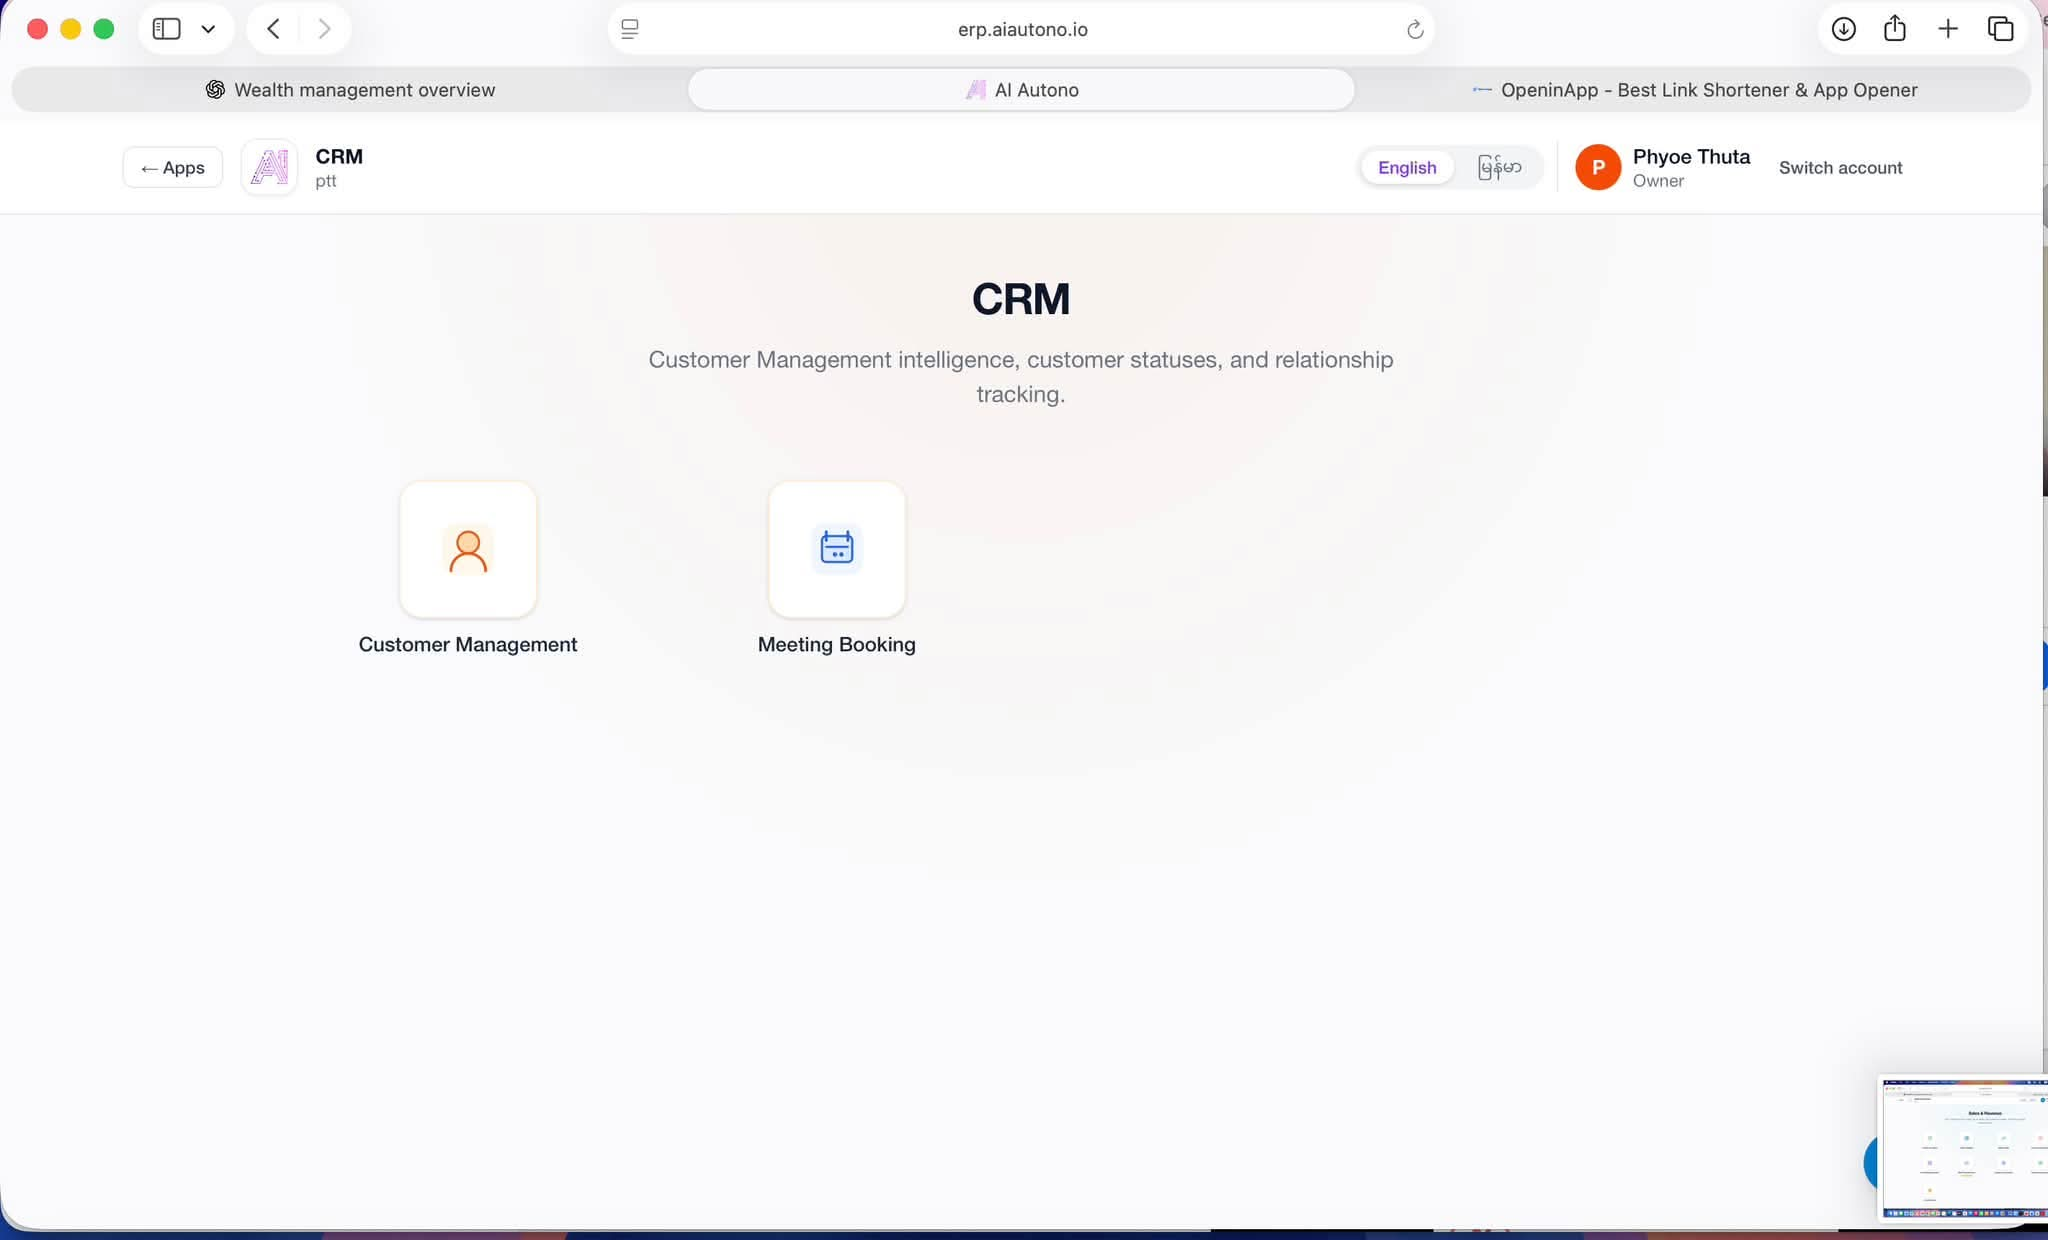 erp.aiautono.io
Wealth management overview
AI Autono
OpeninApp - Best Link Shortener & App Opener
← Apps
CRM
ptt
English
မြန်မာ
P
Phyoe Thuta
Owner
Switch account
CRM
Customer Management intelligence, customer statuses, and relationship
tracking.
Customer Management
Meeting Booking
Sales & Revenue